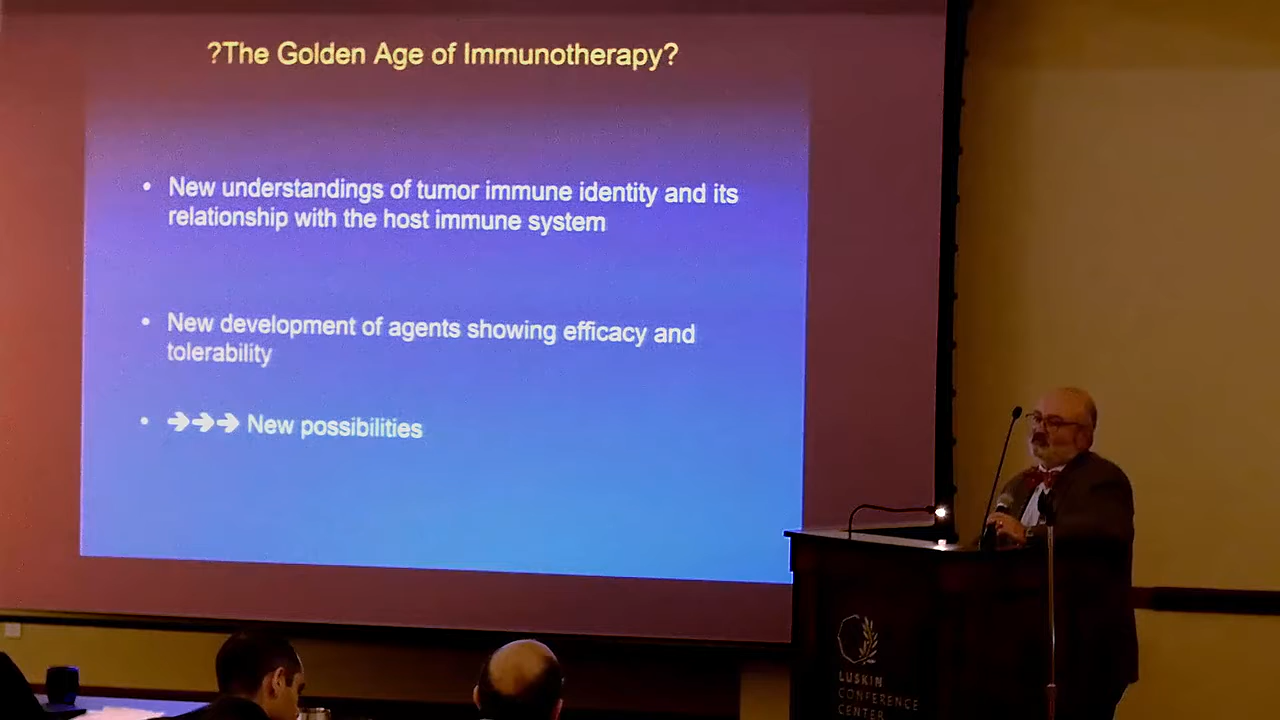 ?The Golden Age of Immunotherapy?
• New understandings of tumor immune identity and its
relationship with the host immune system
• New development of agents showing efficacy and
tolerability
• ➔➔➔ New possibilities
LUSKIN
CONFERENCE
CENTER